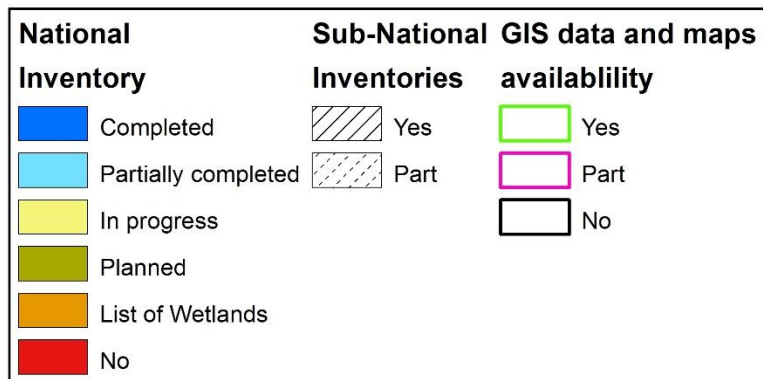 National
Inventory
Completed
Partially completed
In progress
Planned
List of Wetlands
No
Sub-National
Inventories
Yes
Part
GIS data and maps
availablility
Yes
Part
No